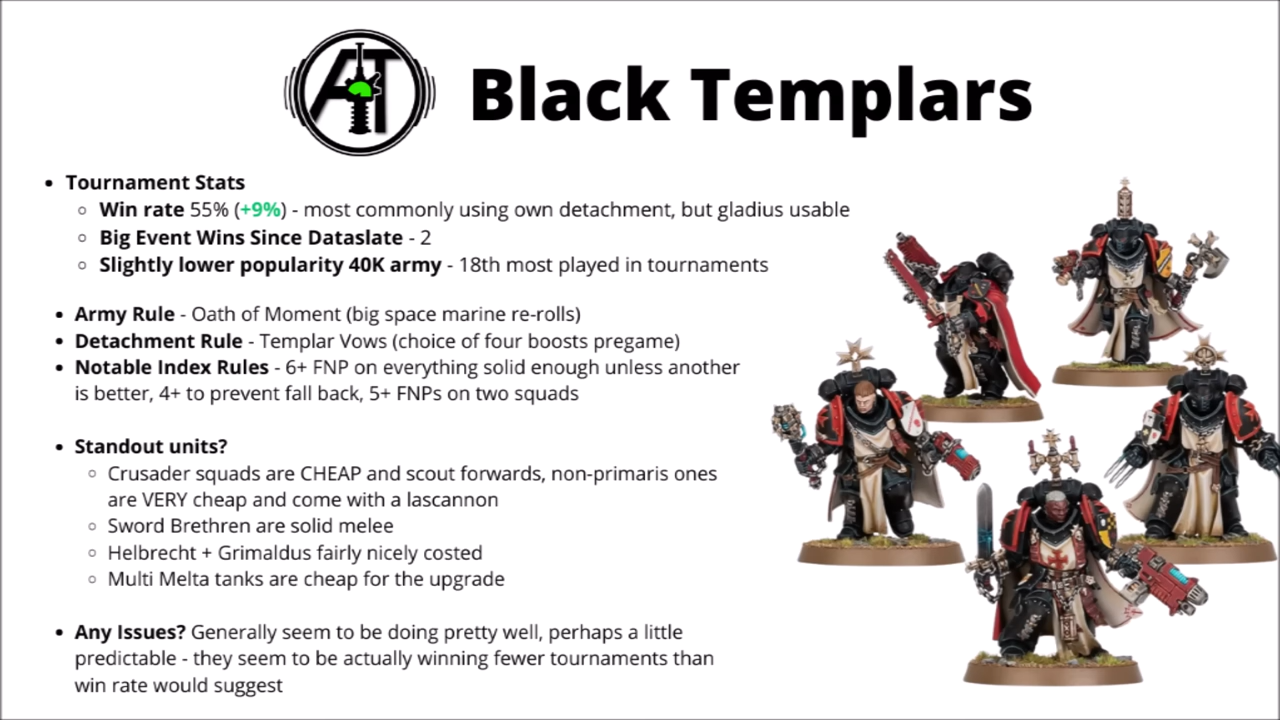 AT
Black Templars
• Tournament Stats
○ Win rate 55% (+9%) - most commonly using own detachment, but gladius usable
○ Big Event Wins Since Dataslate - 2
○ Slightly lower popularity 40K army - 18th most played in tournaments
• Army Rule - Oath of Moment (big space marine re-rolls)
• Detachment Rule - Templar Vows (choice of four boosts pregame)
• Notable Index Rules - 6+ FNP on everything solid enough unless another
is better, 4+ to prevent fall back, 5+ FNPs on two squads
• Standout units?
○ Crusader squads are CHEAP and scout forwards, non-primaris ones
are VERY cheap and come with a lascannon
○ Sword Brethren are solid melee
○ Helbrecht + Grimaldus fairly nicely costed
○ Multi Melta tanks are cheap for the upgrade
• Any Issues? Generally seem to be doing pretty well, perhaps a little
predictable - they seem to be actually winning fewer tournaments than
win rate would suggest